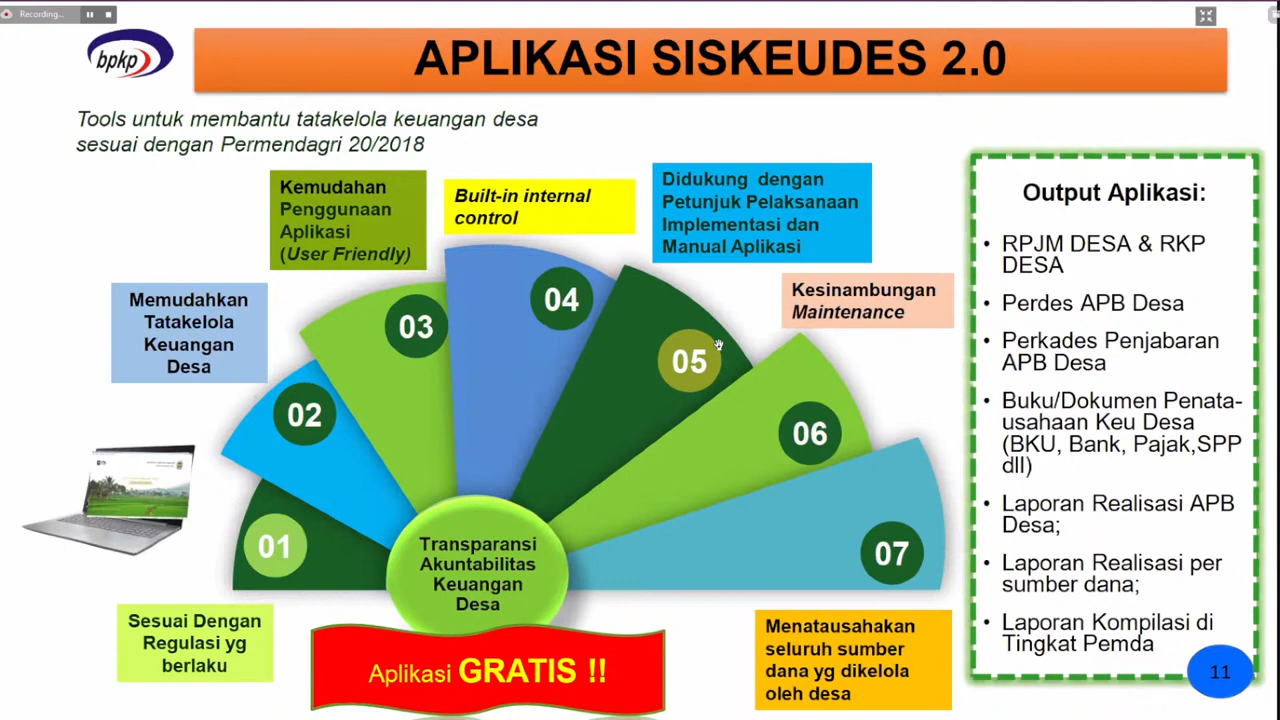 Recording...
bpkp
APLIKASI SISKEUDES 2.0
Tools untuk membantu tatakelola keuangan desa
sesuai dengan Permendagri 20/2018
Kemudahan
Penggunaan
Aplikasi
(User Friendly)
Built-in internal
control
Didukung dengan
Petunjuk Pelaksanaan
Implementasi dan
Manual Aplikasi
Kesinambungan
Maintenance
Memudahkan
Tatakelola
Keuangan
Desa
01
02
03
04
05
06
07
Transparansi
Akuntabilitas
Keuangan
Desa
Sesuai Dengan
Regulasi yg
berlaku
Aplikasi GRATIS !!
Menatausahakan
seluruh sumber
dana yg dikelola
oleh desa
Output Aplikasi:
• RPJM DESA & RKP
DESA
• Perdes APB Desa
• Perkades Penjabaran
APB Desa
• Buku/Dokumen Penata-
usahaan Keu Desa
(BKU, Bank, Pajak,SPP
dll)
• Laporan Realisasi APB
Desa;
• Laporan Realisasi per
sumber dana;
• Laporan Kompilasi di
Tingkat Pemda
11